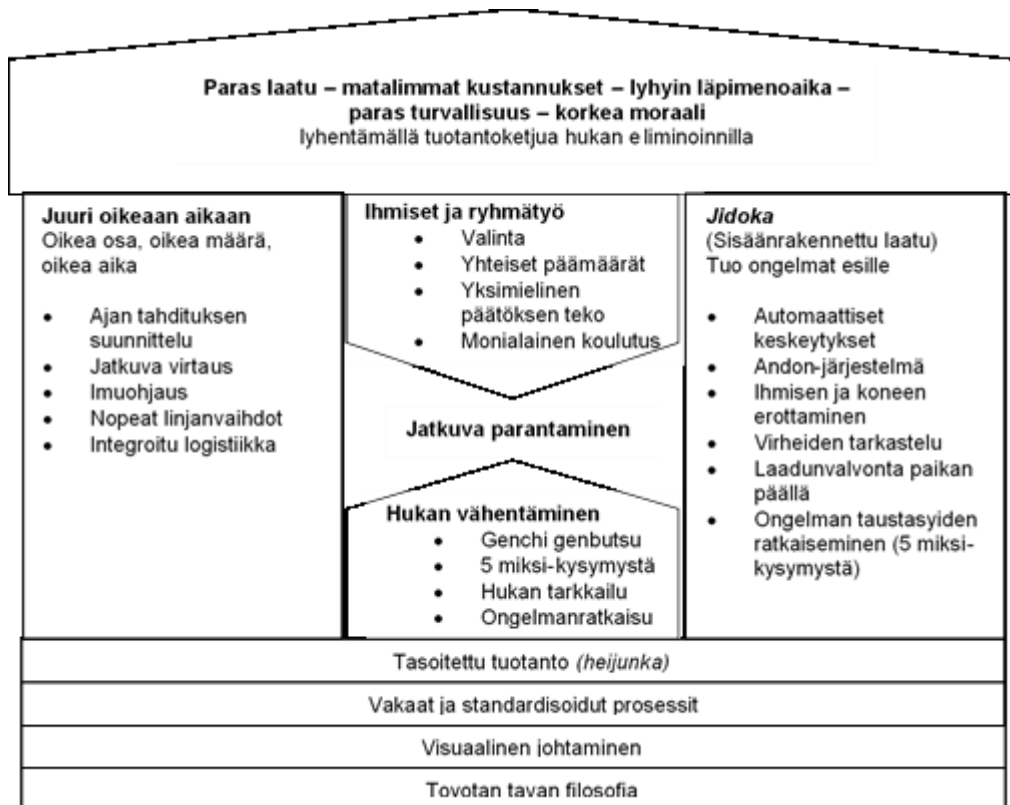 Paras laatu – matalimmat kustannukset – lyhyin läpimenoaika –
paras turvallisuus – korkea moraali
lyhentämällä tuotantoketjua hukan eliminoinnilla
Juuri oikeaan aikaan
Oikea osa, oikea määrä,
oikea aika
• Ajan tahdituksen
suunnittelu
• Jatkuva virtaus
• Imuohjaus
• Nopeat linjanvaihdot
• Integroitu logistiikka
Ihmiset ja ryhmätyö
• Valinta
• Yhteiset päämäärät
• Yksimielinen
päätöksen teko
• Monialainen koulutus
Jatkuva parantaminen
Hukan vähentäminen
• Genchi genbutsu
• 5 miksi-kysymystä
• Hukan tarkkailu
• Ongelmanratkaisu
Jidoka
(Sisäänrakennettu laatu)
Tuo ongelmat esille
• Automaattiset
keskeytykset
• Andon-järjestelmä
• Ihmisen ja koneen
erottaminen
• Virheiden tarkastelu
• Laadunvalvonta paikan
päällä
• Ongelman taustasyiden
ratkaiseminen (5 miksi-
kysymystä)
Tasoitettu tuotanto (heijunka)
Vakaat ja standardisoidut prosessit
Visuaalinen johtaminen
Toyotan tavan filosofia